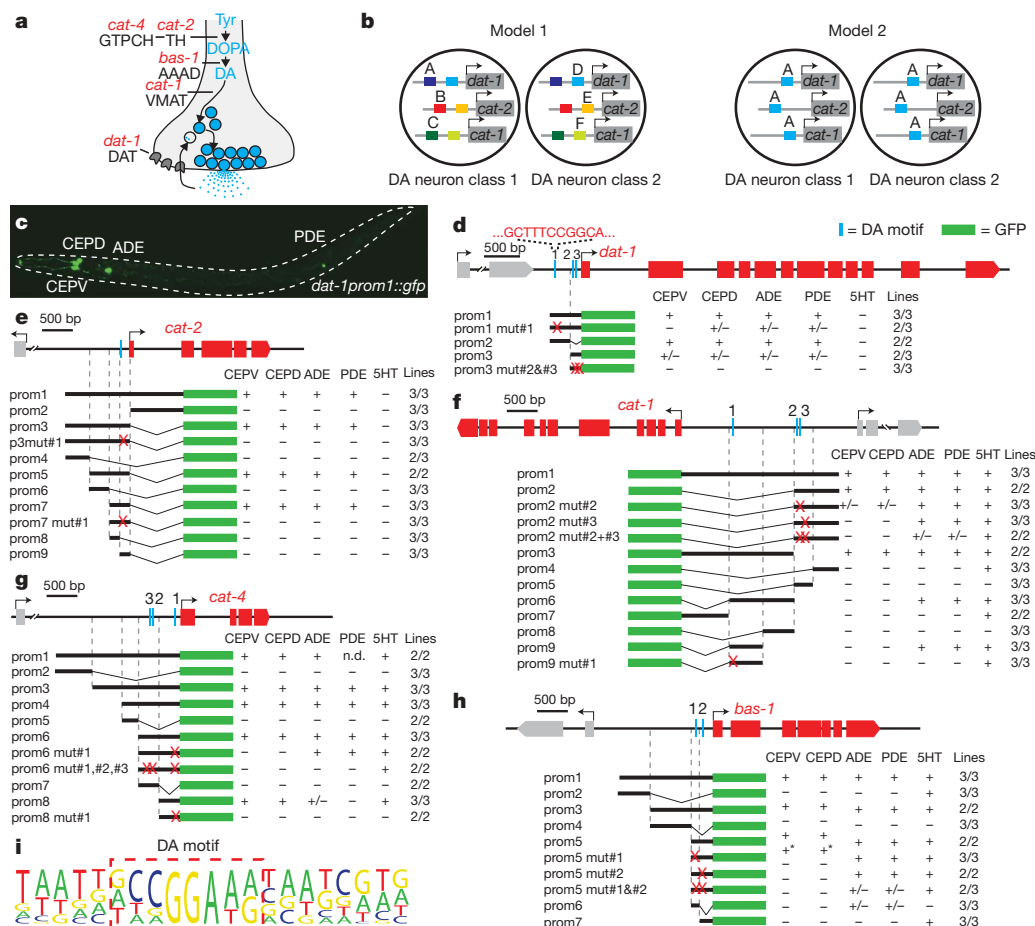 a
cat-4 cat-2
GTPCH TH
Tyr
DOPA
bas-1
AAAD
DA
cat-1
VMAT
dat-1
DAT
b
Model 1
A dat-1
B cat-2
C cat-1
DA neuron class 1
D dat-1
E cat-2
F cat-1
DA neuron class 2
Model 2
A dat-1
A cat-2
A cat-1
DA neuron class 1
A dat-1
A cat-2
A cat-1
DA neuron class 2
c
CEPD
ADE
PDE
CEPV
dat-1prom1::gfp
d
...GCTTTCCGGCA...
= DA motif = GFP
500 bp
1 2 3
dat-1
CEPV CEPD ADE PDE 5HT Lines
prom1 + + + + – 3/3
prom1 mut#1 – +/– +/– +/– – 2/3
prom2 + + + + – 2/2
prom3 +/– +/– +/– +/– – 2/3
prom3 mut#2&#3 – – – – – 3/3
e
500 bp
cat-2
CEPV CEPD ADE PDE 5HT Lines
prom1 + + + + – 3/3
prom2 – – – – – 3/3
prom3 + + + + – 3/3
p3mut#1 – – – – – 3/3
prom4 – – – – – 2/3
prom5 + + + + – 2/2
prom6 – – – – – 3/3
prom7 + + + + – 3/3
prom7 mut#1 – – – – – 3/3
prom8 – – – – – 3/3
prom9 – – – – – 3/3
f
500 bp
cat-1
1 2 3
CEPV CEPD ADE PDE 5HT Lines
prom1 + + + + + 3/3
prom2 + + + + + 2/2
prom2 mut#2 +/– +/– + + + 3/3
prom2 mut#3 – – + + + 3/3
prom2 mut#2+#3 – – +/– +/– + 2/2
prom3 + + + + + 2/2
prom4 – – – – + 3/3
prom5 – – – – – 3/3
prom6 – – + + + 3/3
prom7 – – – – – 2/2
prom8 – – – – – 3/3
prom9 – – + + + 3/3
prom9 mut#1 – – – – + 3/3
g
500 bp
32 1
cat-4
CEPV CEPD ADE PDE 5HT Lines
prom1 + + + n.d. + 2/2
prom2 – – – – – 3/3
prom3 + + + + + 3/3
prom4 + + + + + 3/3
prom5 – – – – – 2/2
prom6 + + + + + 3/3
prom6 mut#1 – – + + + 2/2
prom6 mut#1,#2,#3 – – – – + 2/2
prom7 – – – – – 2/2
prom8 + + +/– – + 3/3
prom8 mut#1 – – – – – 2/2
h
500 bp
12
bas-1
CEPV CEPD ADE PDE 5HT Lines
prom1 + + + + + 3/3
prom2 – – – – + 3/3
prom3 + + + + + 2/2
prom4 – – – – – 3/3
prom5 + + + + + 2/2
prom5 mut#1 +* +* + + + 3/3
prom5 mut#2 – – + + + 2/2
prom5 mut#1&#2 – – +/– +/– + 2/3
prom6 – – +/– +/– – 3/3
prom7 – – – – + 3/3
i
DA motif
TAATTGCCGGAAACAATCGTG